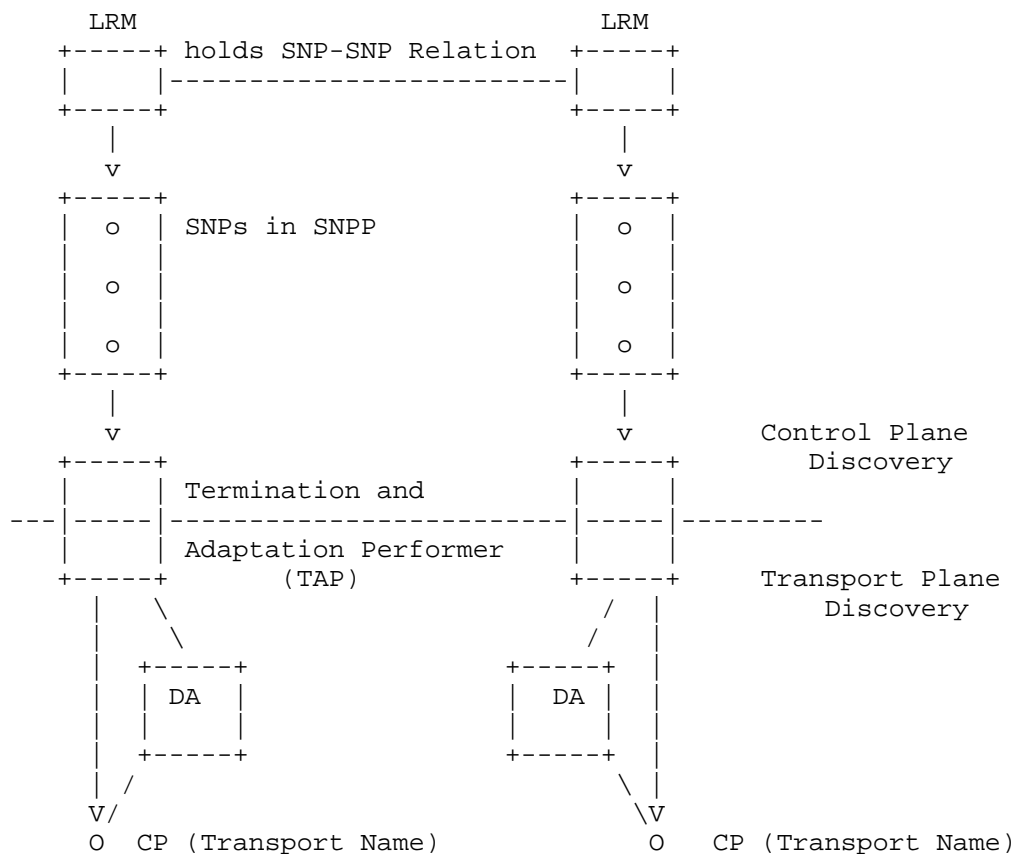 LRM LRM
holds SNP-SNP Relation
v v
o SNPs in SNPP o
o o
o o
v v Control Plane
Discovery
Termination and
Adaptation Performer
(TAP) Transport Plane
Discovery
DA DA
V V
O CP (Transport Name) O CP (Transport Name)